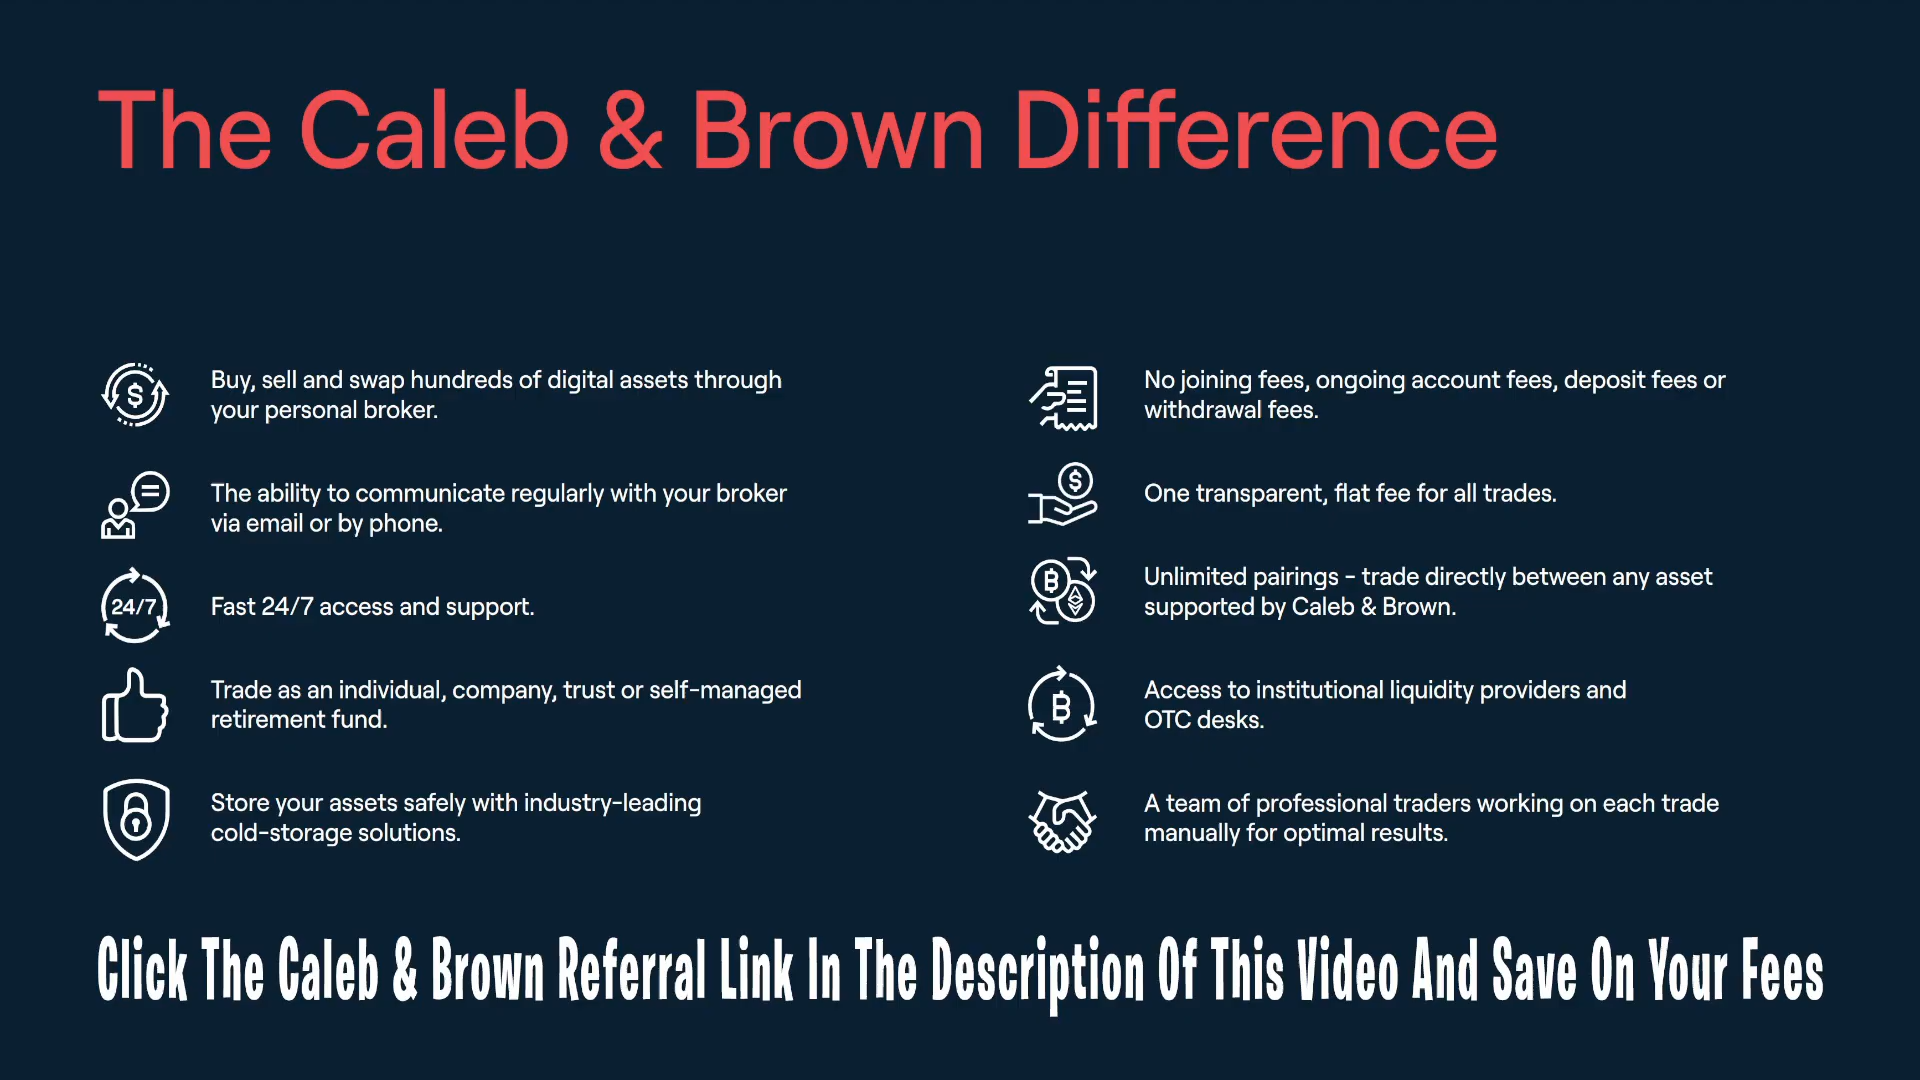 The Caleb & Brown Difference
Buy, sell and swap hundreds of digital assets through
your personal broker.
The ability to communicate regularly with your broker
via email or by phone.
24/7
Fast 24/7 access and support.
Trade as an individual, company, trust or self-managed
retirement fund.
Store your assets safely with industry-leading
cold-storage solutions.
No joining fees, ongoing account fees, deposit fees or
withdrawal fees.
One transparent, flat fee for all trades.
Unlimited pairings - trade directly between any asset
supported by Caleb & Brown.
Access to institutional liquidity providers and
OTC desks.
A team of professional traders working on each trade
manually for optimal results.
Click The Caleb & Brown Referral Link In The Description Of This Video And Save On Your Fees